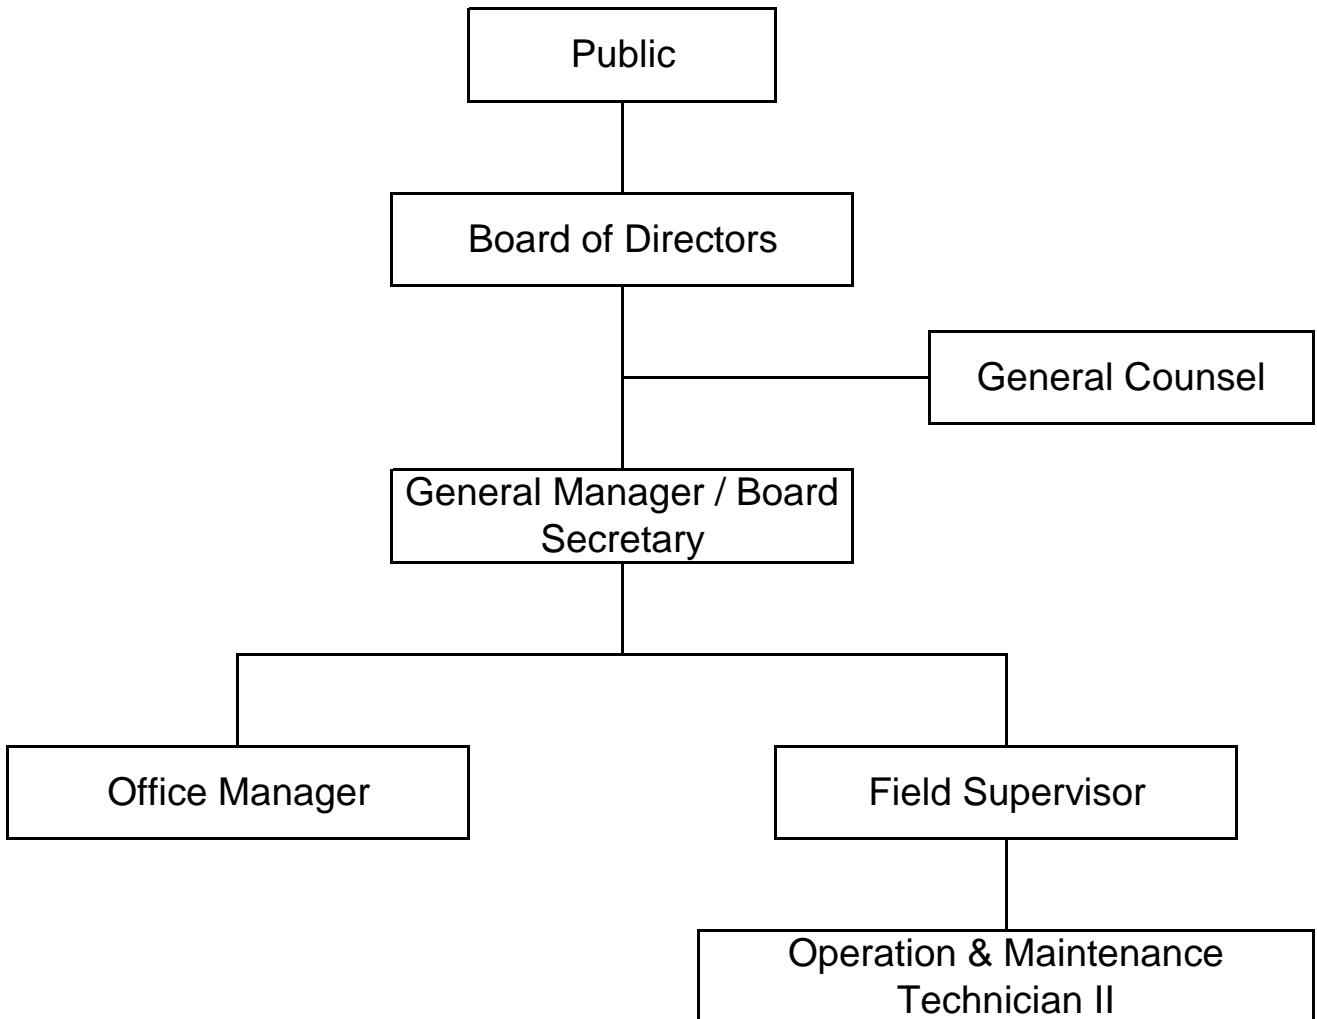 Public
Board of Directors
General Counsel
General Manager / Board
Secretary
Office Manager
Field Supervisor
Operation & Maintenance
Technician II